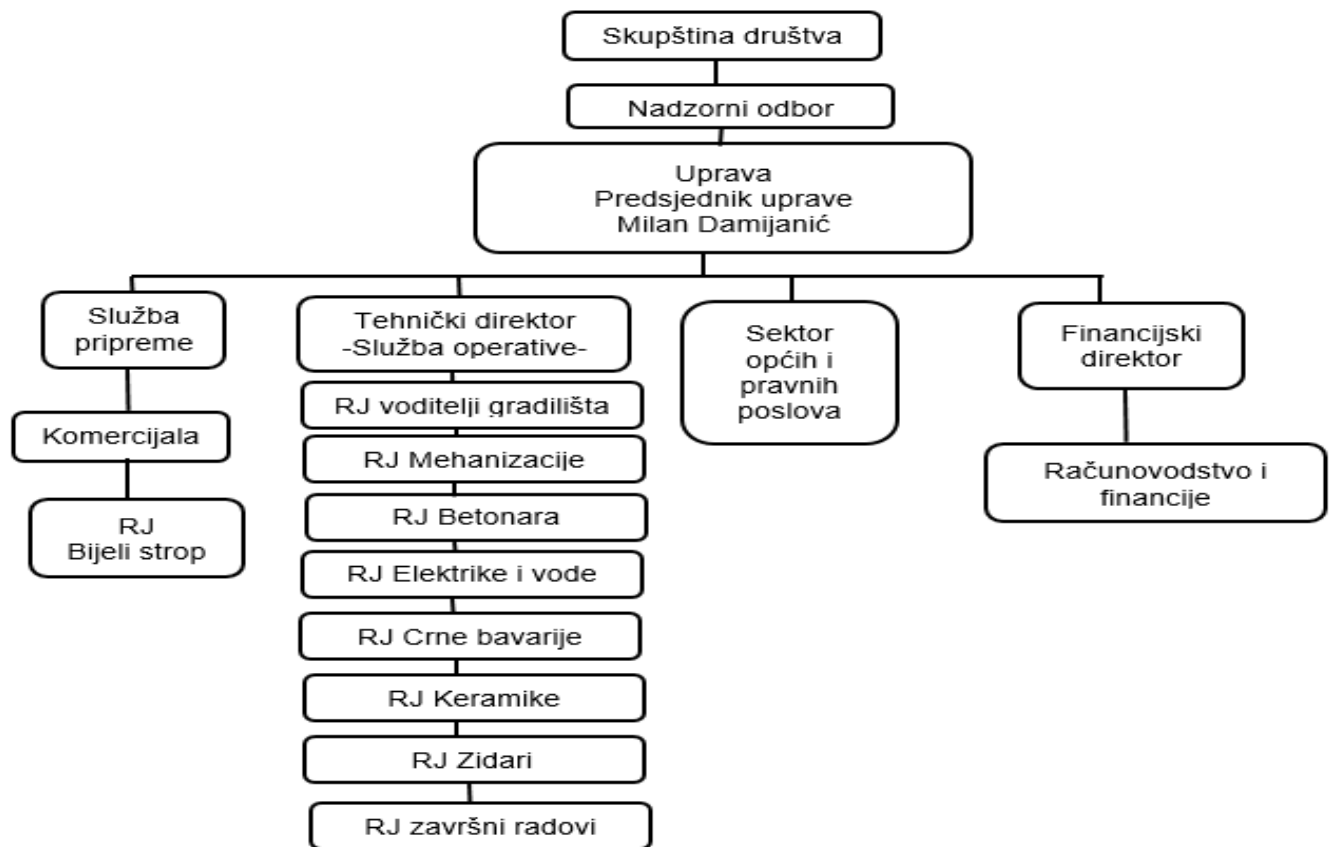 Skupština društva
Nadzorni odbor
Uprava
Predsjednik uprave
Milan Damijanić
Služba
pripreme
Komercijala
RJ
Bijeli strop
Tehnički direktor
-Služba operative-
RJ voditelji gradilišta
RJ Mehanizacije
RJ Betonara
RJ Elektrike i vode
RJ Crne bavarije
RJ Keramike
RJ Zidari
RJ završni radovi
Sektor
općih i
pravnih
poslova
Financijski
direktor
Računovodstvo i
financije